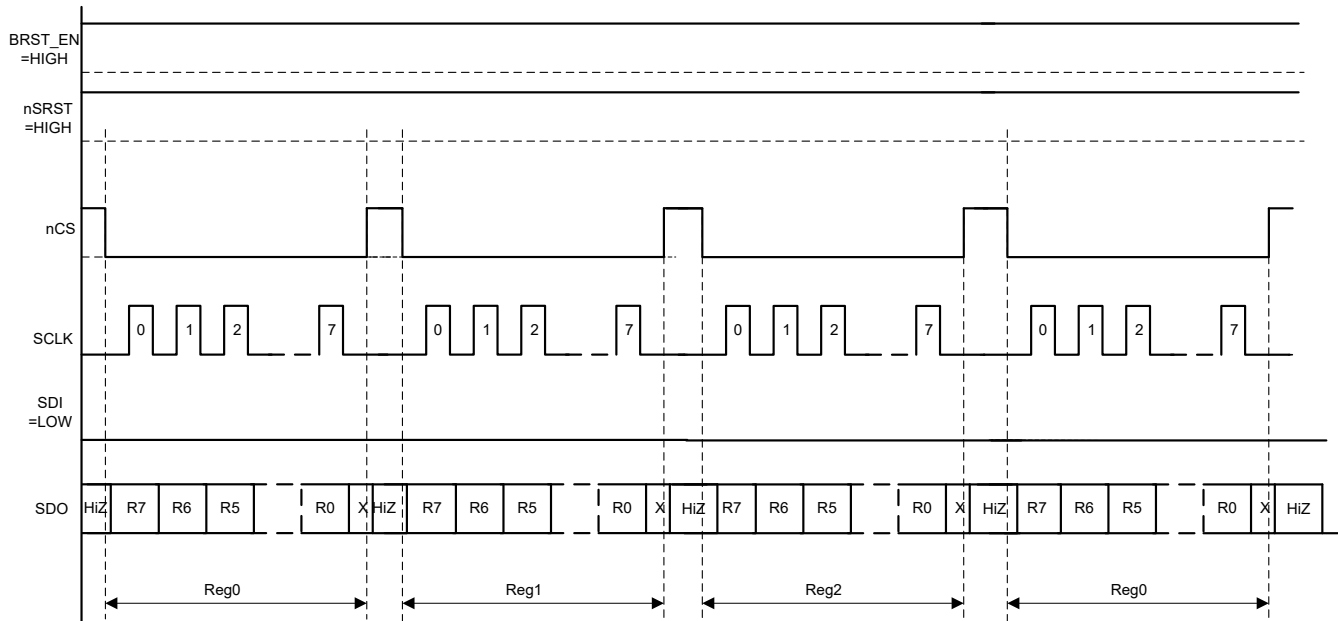 BRST_EN
=HIGH
nSRST
=HIGH
nCS
SCLK
0 1 2 7 0 1 2 7 0 1 2 7 0 1 2 7
SDI
=LOW
SDO
HiZ R7 R6 R5 R0 X HiZ R7 R6 R5 R0 X HiZ R7 R6 R5 R0 X HiZ R7 R6 R5 R0 X HiZ
Reg0 Reg1 Reg2 Reg0